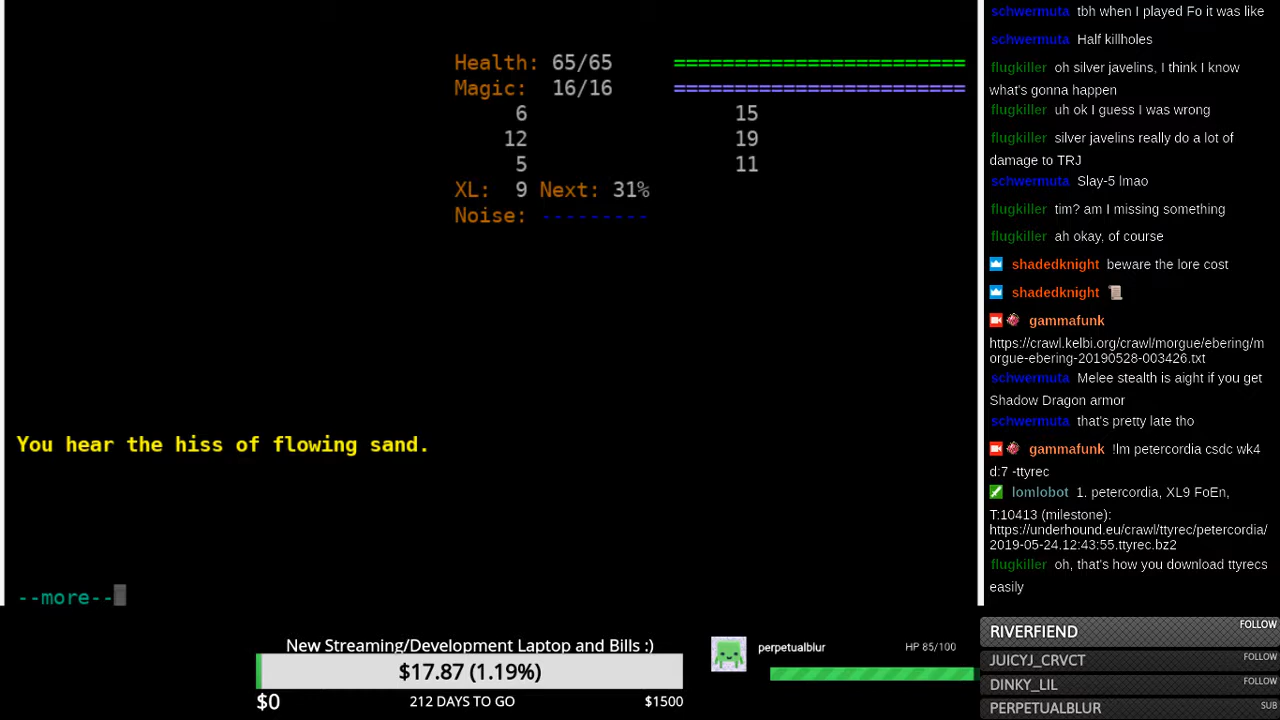 Health: 65/65 ========================
Magic: 16/16 ========================
6 15
12 19
5 11
XL: 9 Next: 31%
Noise: ---------
You hear the hiss of flowing sand.
--more--
schwermuta tbh when I played Fo it was like
schwermuta Half killholes
flugkiller oh silver javelins, I think I know
what's gonna happen
flugkiller uh ok I guess I was wrong
flugkiller silver javelins really do a lot of
damage to TRJ
schwermuta Slay-5 lmao
flugkiller tim? am I missing something
flugkiller ah okay, of course
shadedknight beware the lore cost
shadedknight 📜
gammafunk
https://crawl.kelbi.org/crawl/morgue/ebering/m
orgue-ebering-20190528-003426.txt
schwermuta Melee stealth is aight if you get
Shadow Dragon armor
schwermuta that's pretty late tho
gammafunk !lm petercordia csdc wk4
d:7 -ttyrec
lomlobot 1. petercordia, XL9 FoEn,
T:10413 (milestone):
https://underhound.eu/crawl/ttyrec/petercordia/
2019-05-24.12:43:55.ttyrec.bz2
flugkiller oh, that's how you download ttyrecs
easily
New Streaming/Development Laptop and Bills :)
$17.87 (1.19%)
$0 212 DAYS TO GO $1500
perpetualblur HP 85/100
RIVERFIEND FOLLOW
JUICYJ_CRVCT FOLLOW
DINKY_LIL FOLLOW
PERPETUALBLUR SUB